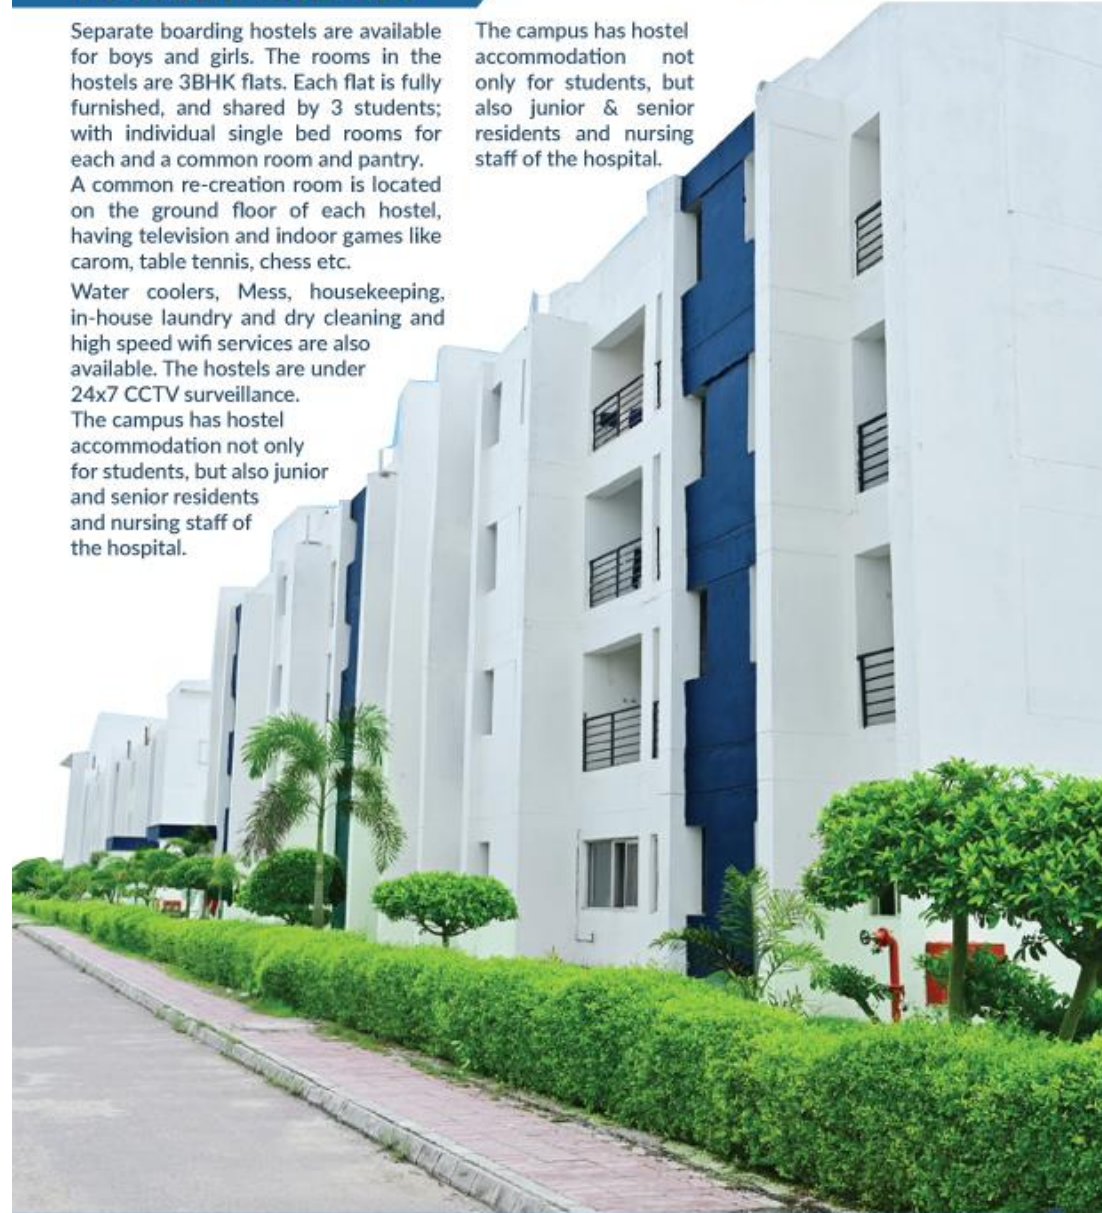 Separate boarding hostels are available
for boys and girls. The rooms in the
hostels are 3BHK flats. Each flat is fully
furnished, and shared by 3 students;
with individual single bed rooms for
each and a common room and pantry.
A common re-creation room is located
on the ground floor of each hostel,
having television and indoor games like
carom, table tennis, chess etc.
Water coolers, Mess, housekeeping,
in-house laundry and dry cleaning and
high speed wifi services are also
available. The hostels are under
24x7 CCTV surveillance.
The campus has hostel
accommodation not only
for students, but also junior
and senior residents
and nursing staff of
the hospital.
The campus has hostel
accommodation not
only for students, but
also junior & senior
residents and nursing
staff of the hospital.